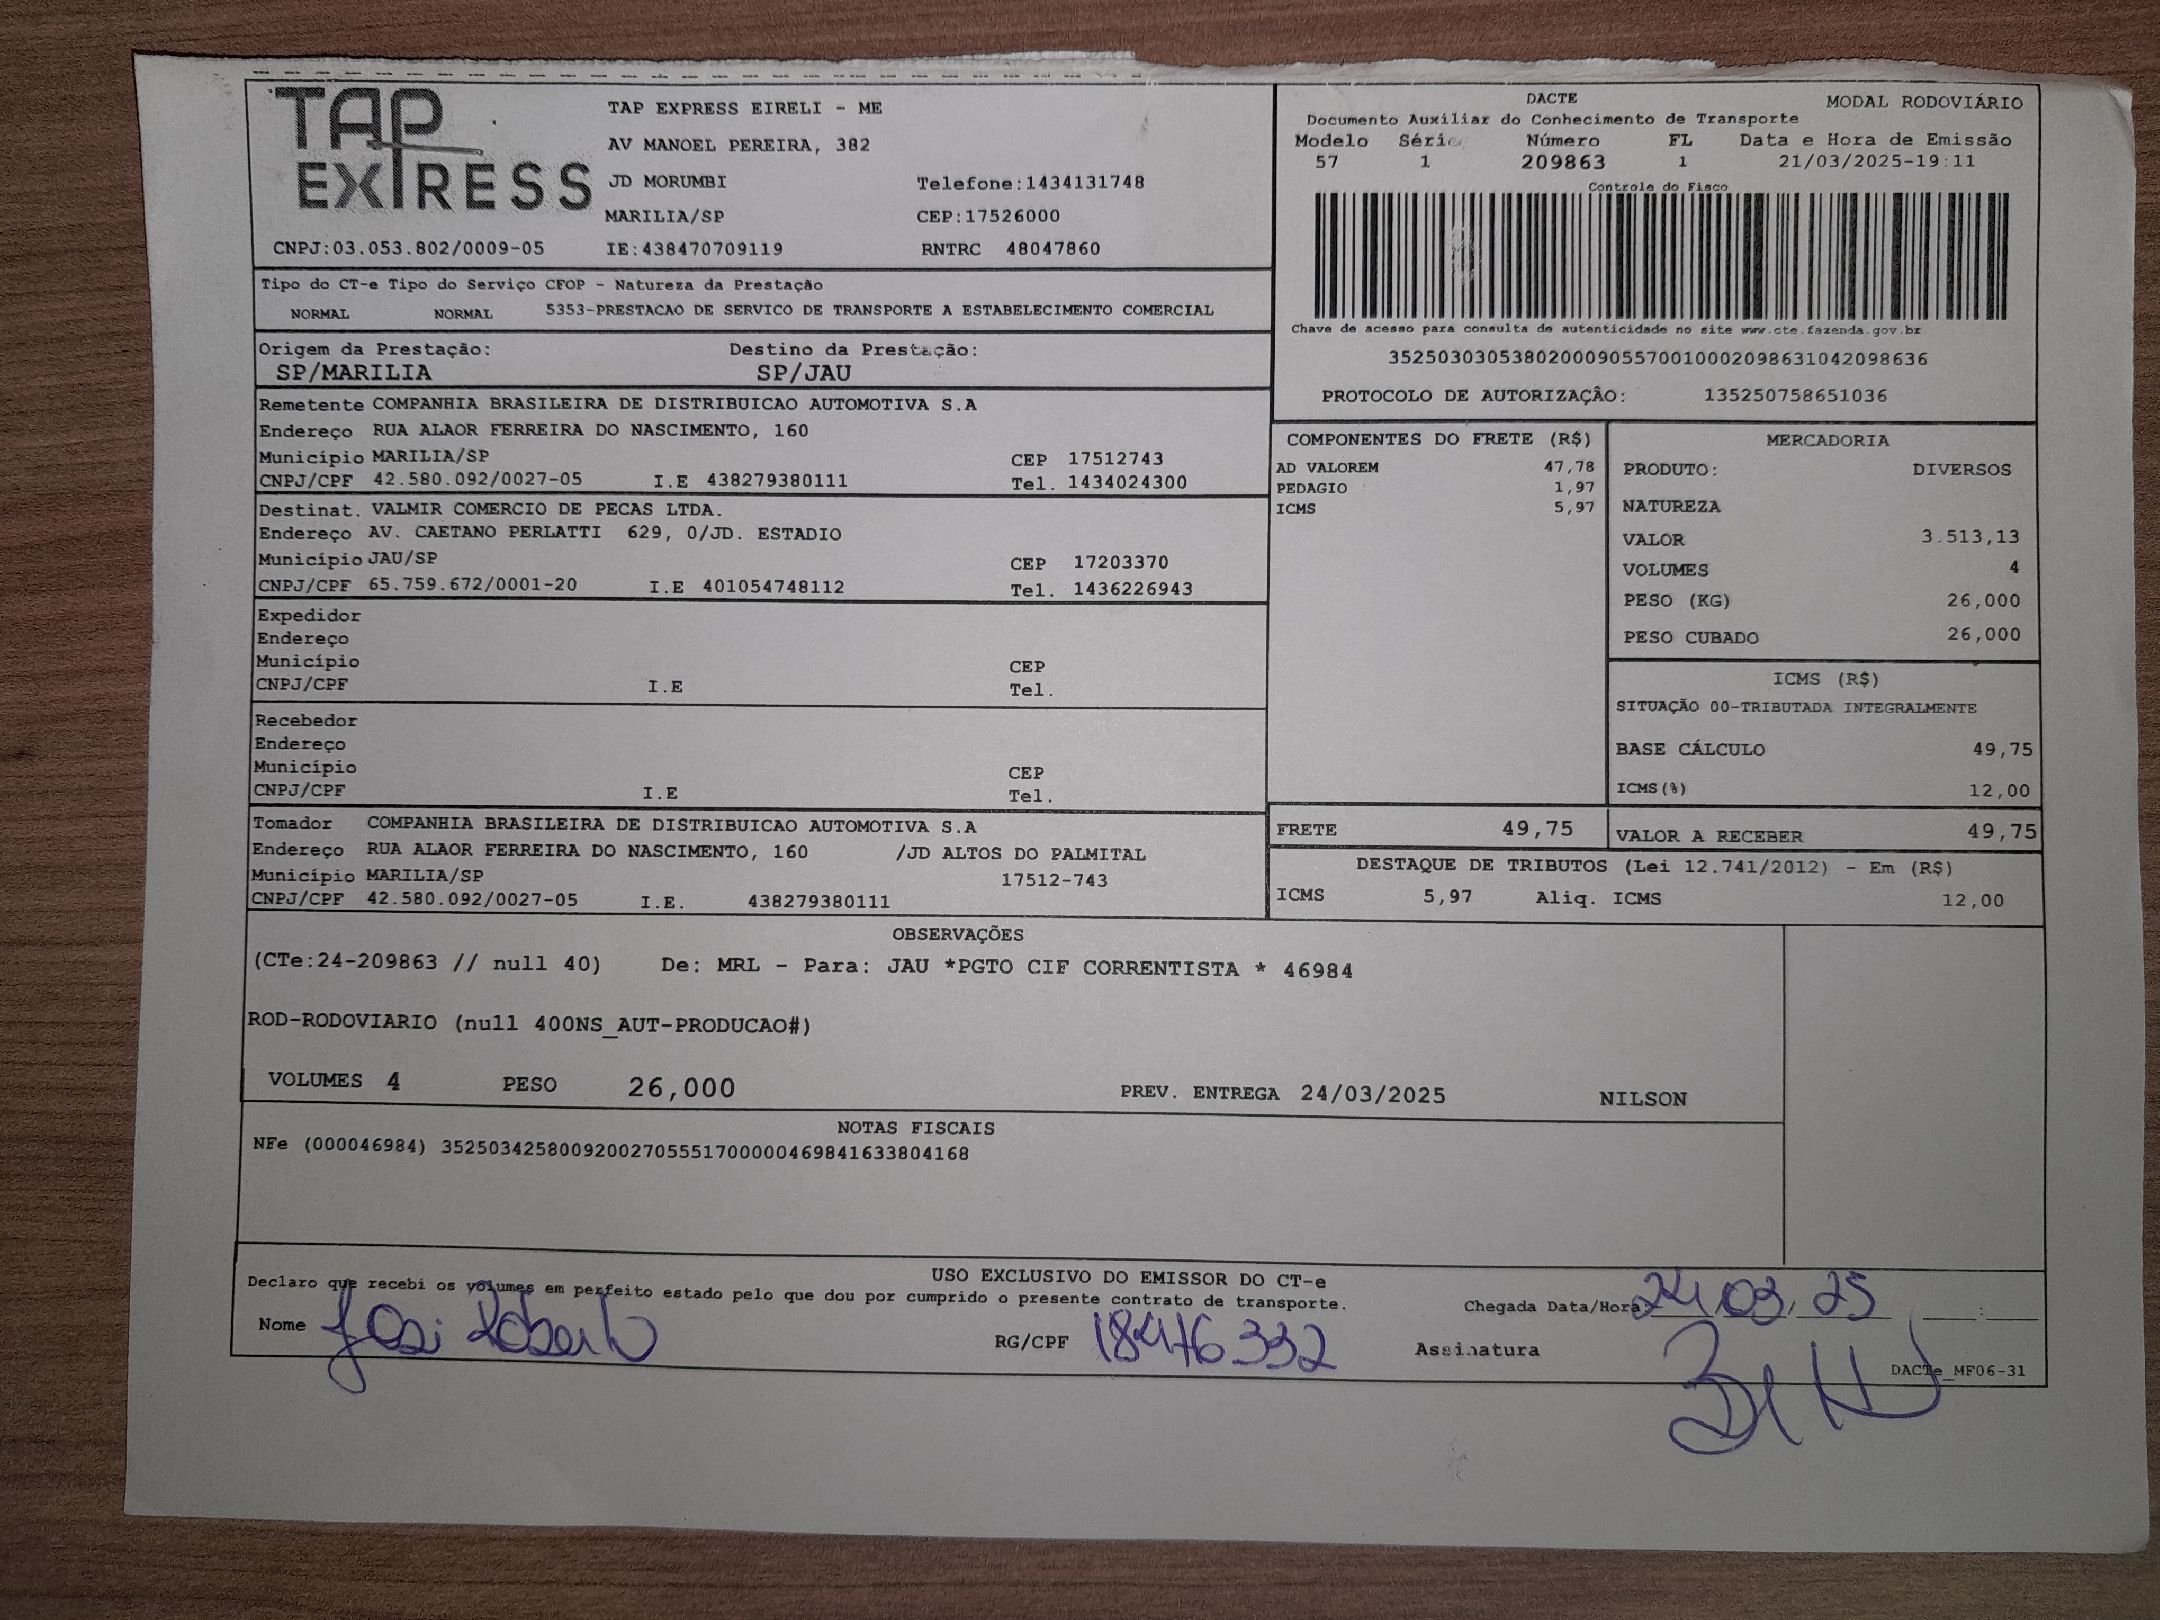 TAP EXPRESS
TAP EXPRESS EIRELI - ME
AV MANOEL PEREIRA, 382
JD MORUMBI Telefone:1434131748
MARILIA/SP CEP:17526000
CNPJ:03.053.802/0009-05 IE:438470709119 RNTRC 48047860
DACTE MODAL RODOVIÁRIO
Documento Auxiliar do Conhecimento de Transporte
Modelo Série Número FL Data e Hora de Emissão
57 1 209863 1 21/03/2025-19:11
Controle do Fisco
Chave de acesso para consulta de autenticidade no site www.cte.fazenda.gov.br
35250303053802000905570010002098631042098636
PROTOCOLO DE AUTORIZAÇÃO: 135250758651036
Tipo do CT-e Tipo do Serviço CFOP - Natureza da Prestação
NORMAL NORMAL 5353-PRESTACAO DE SERVICO DE TRANSPORTE A ESTABELECIMENTO COMERCIAL
Origem da Prestação: Destino da Prestação:
SP/MARILIA SP/JAU
Remetente COMPANHIA BRASILEIRA DE DISTRIBUICAO AUTOMOTIVA S.A
Endereço RUA ALAOR FERREIRA DO NASCIMENTO, 160
Município MARILIA/SP CEP 17512743
CNPJ/CPF 42.580.092/0027-05 I.E 438279380111 Tel. 1434024300
Destinat. VALMIR COMERCIO DE PECAS LTDA.
Endereço AV. CAETANO PERLATTI 629, 0/JD. ESTADIO
Município JAU/SP CEP 17203370
CNPJ/CPF 65.759.672/0001-20 I.E 401054748112 Tel. 1436226943
Expedidor
Endereço
Município CEP
CNPJ/CPF I.E Tel.
Recebedor
Endereço
Município CEP
CNPJ/CPF I.E Tel.
Tomador COMPANHIA BRASILEIRA DE DISTRIBUICAO AUTOMOTIVA S.A
Endereço RUA ALAOR FERREIRA DO NASCIMENTO, 160 /JD ALTOS DO PALMITAL
Município MARILIA/SP 17512-743
CNPJ/CPF 42.580.092/0027-05 I.E. 438279380111
COMPONENTES DO FRETE (R$)
AD VALOREM 47,78
PEDAGIO 1,97
ICMS 5,97
MERCADORIA
PRODUTO: DIVERSOS
NATUREZA
VALOR 3.513,13
VOLUMES 4
PESO (KG) 26,000
PESO CUBADO 26,000
ICMS (R$)
SITUAÇÃO 00-TRIBUTADA INTEGRALMENTE
BASE CÁLCULO 49,75
ICMS(%) 12,00
FRETE 49,75 VALOR A RECEBER 49,75
DESTAQUE DE TRIBUTOS (Lei 12.741/2012) - Em (R$)
ICMS 5,97 Aliq. ICMS 12,00
OBSERVAÇÕES
(CTe:24-209863 // null 40) De: MRL - Para: JAU *PGTO CIF CORRENTISTA * 46984
ROD-RODOVIARIO (null 400NS_AUT-PRODUCAO#)
VOLUMES 4 PESO 26,000 PREV. ENTREGA 24/03/2025 NILSON
NOTAS FISCAIS
NFe (000046984) 35250342580092002705551700000469841633804168
USO EXCLUSIVO DO EMISSOR DO CT-e
Declaro que recebi os volumes em perfeito estado pelo que dou por cumprido o presente contrato de transporte.
Chegada Data/Hora: 24,03,25 :
Nome José Roberto RG/CPF 18476332 Assinatura
DACTe_MF06-31